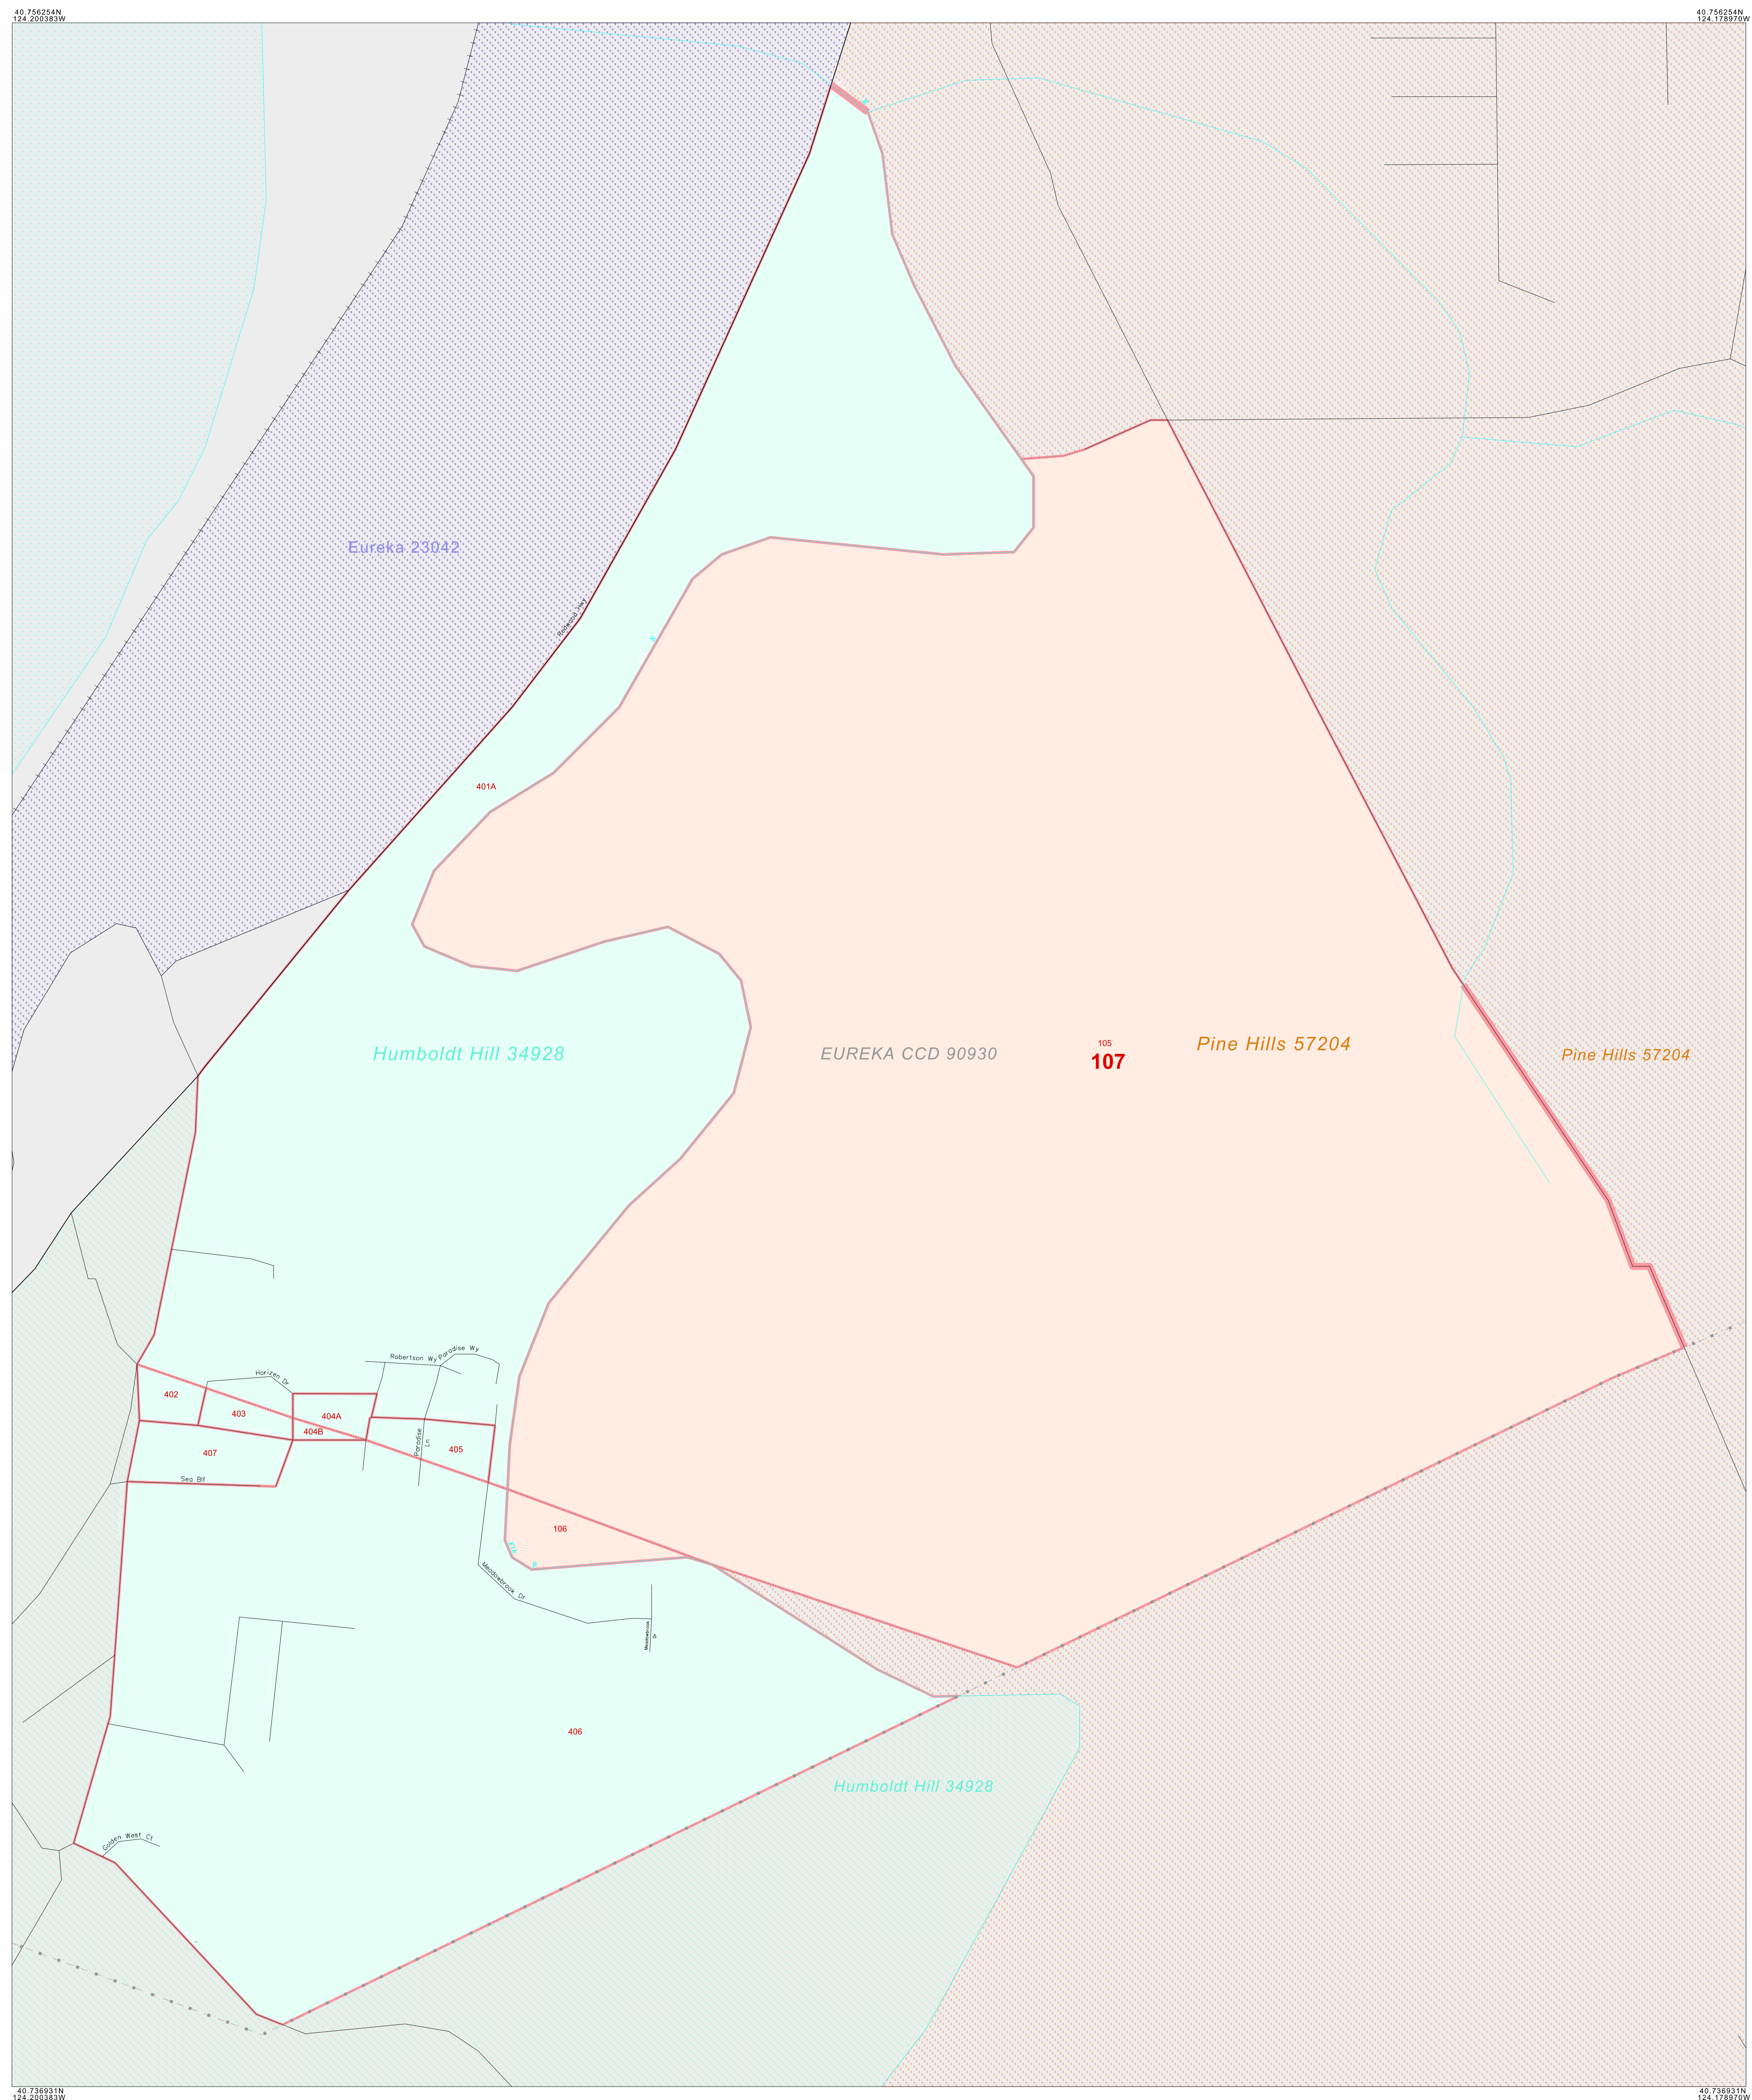 40.756254N
124.200383W
40.756254N
124.178970W
R
Eureka 23042
Redwood Hwy
R
401A
Humboldt Hill 34928
EUREKA CCD 90930
105
107
Pine Hills 57204
Pine Hills 57204
Robertson Wy
Paradise Wy
Horizen Dr
402
403
404A
404B
405
Paradise
Ln
407
Sea Blf
106
Elk
R
Meadowbrook Dr
Meadowbrook
406
Humboldt Hill 34928
Golden West Ct
40.736931N
124.200383W
40.736931N
124.178970W